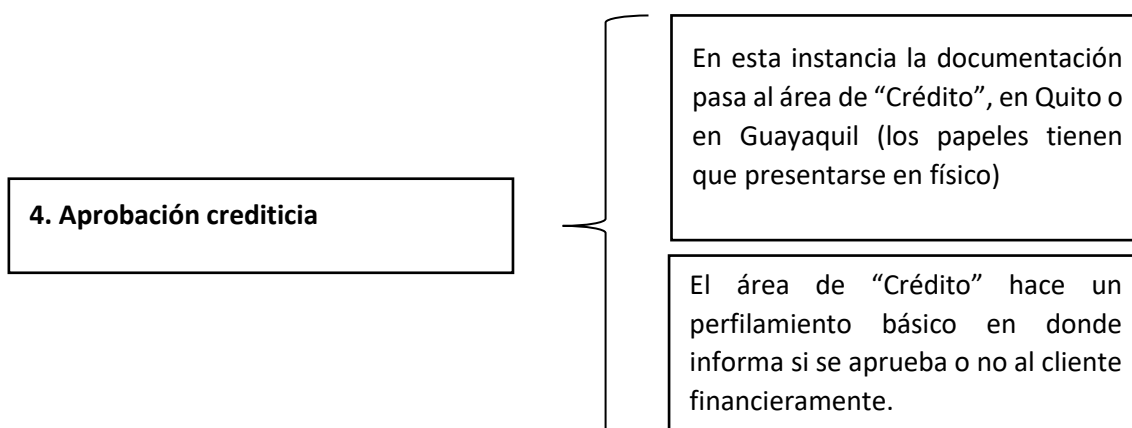 4. Aprobación crediticia
En esta instancia la documentación
pasa al área de “Crédito”, en Quito o
en Guayaquil (los papeles tienen
que presentarse en físico)
El área de “Crédito” hace un
perfilamiento básico en donde
informa si se aprueba o no al cliente
financieramente.